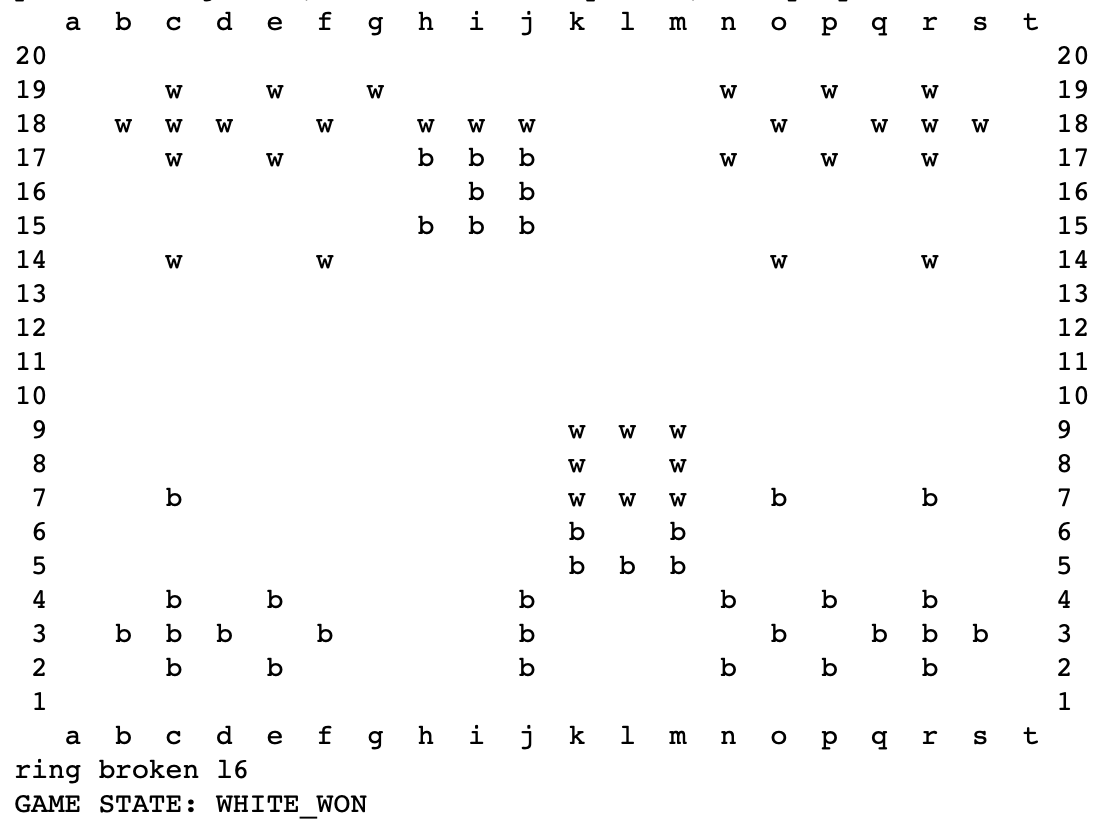 a b c d e f g h i j k l m n o p q r s t
20 20
19 w w w w w w 19
18 w w w w w w w w w w w 18
17 w w b b b w w w 17
16 b b 16
15 b b b 15
14 w w w w 14
13 13
12 12
11 11
10 10
9 w w w 9
8 w w 8
7 b w w w b b 7
6 b b 6
5 b b b 5
4 b b b b b b 4
3 b b b b b b b b b 3
2 b b b b b b 2
1 1
a b c d e f g h i j k l m n o p q r s t
ring broken l6
GAME STATE: WHITE_WON